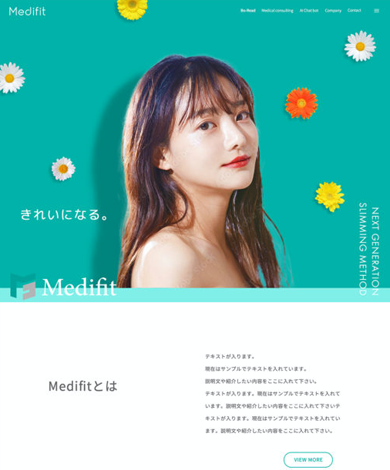 Medifit
Re Read Medical consulting AI Chat bot Company Contact
きれいになる。
NEXT GENERATION
SLIMMING METHOD
Medifit
Medifitとは
テキストが入ります。
現在はサンプルでテキストを入れています。
説明文や紹介したい内容をここに入れて下さい。
テキストが入ります。現在はサンプルでテキストを入れて
います。説明文や紹介したい内容をここに入れて下さいテ
キストが入ります。現在はサンプルでテキストを入れてい
ます。説明文や紹介したい内容をここに入れて下さい。
VIEW MORE